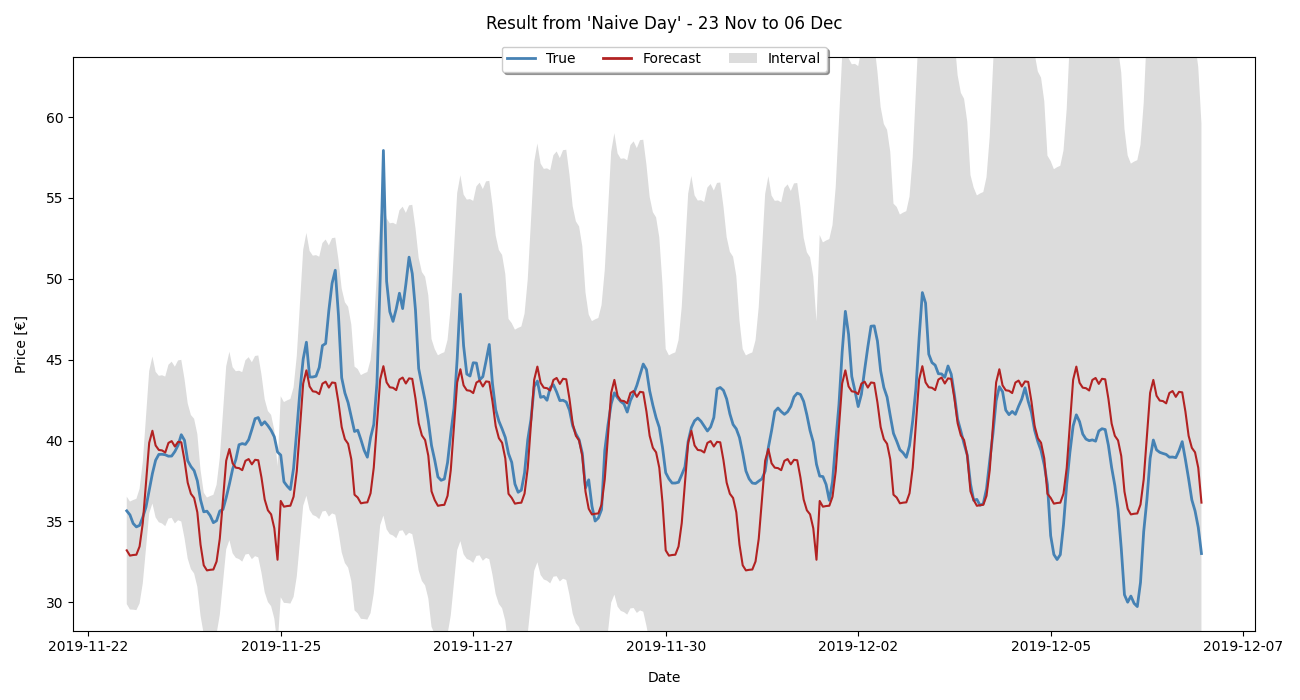 Result from 'Naive Day' - 23 Nov to 06 Dec
True Forecast Interval
60
55
50
45
40
35
30
Price [€]
2019-11-22 2019-11-25 2019-11-27 2019-11-30 2019-12-02 2019-12-05 2019-12-07
Date